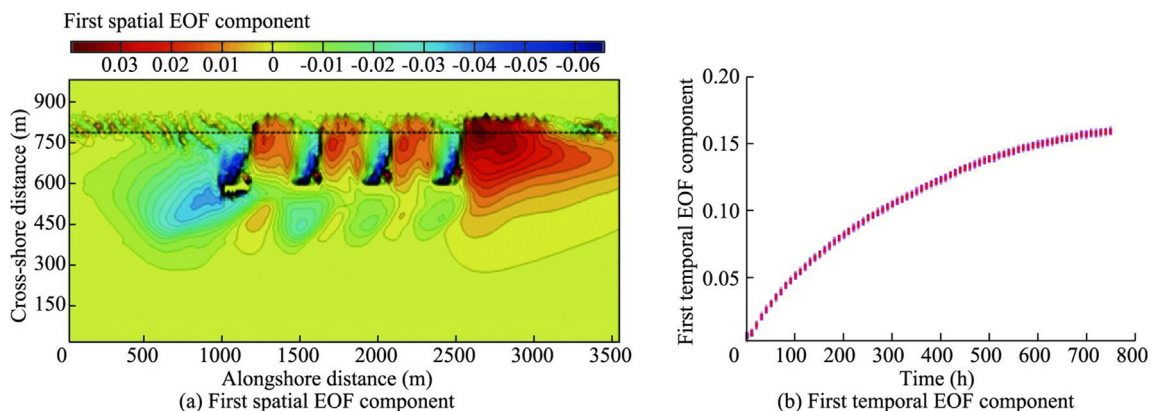 First spatial EOF component
0.03 0.02 0.01 0 -0.01 -0.02 -0.03 -0.04 -0.05 -0.06
Cross-shore distance (m)
900
750
600
450
300
150
0 500 1000 1500 2000 2500 3000 3500
Alongshore distance (m)
(a) First spatial EOF component
First temporal EOF component
0.20
0.15
0.10
0.05
0 100 200 300 400 500 600 700 800
Time (h)
(b) First temporal EOF component